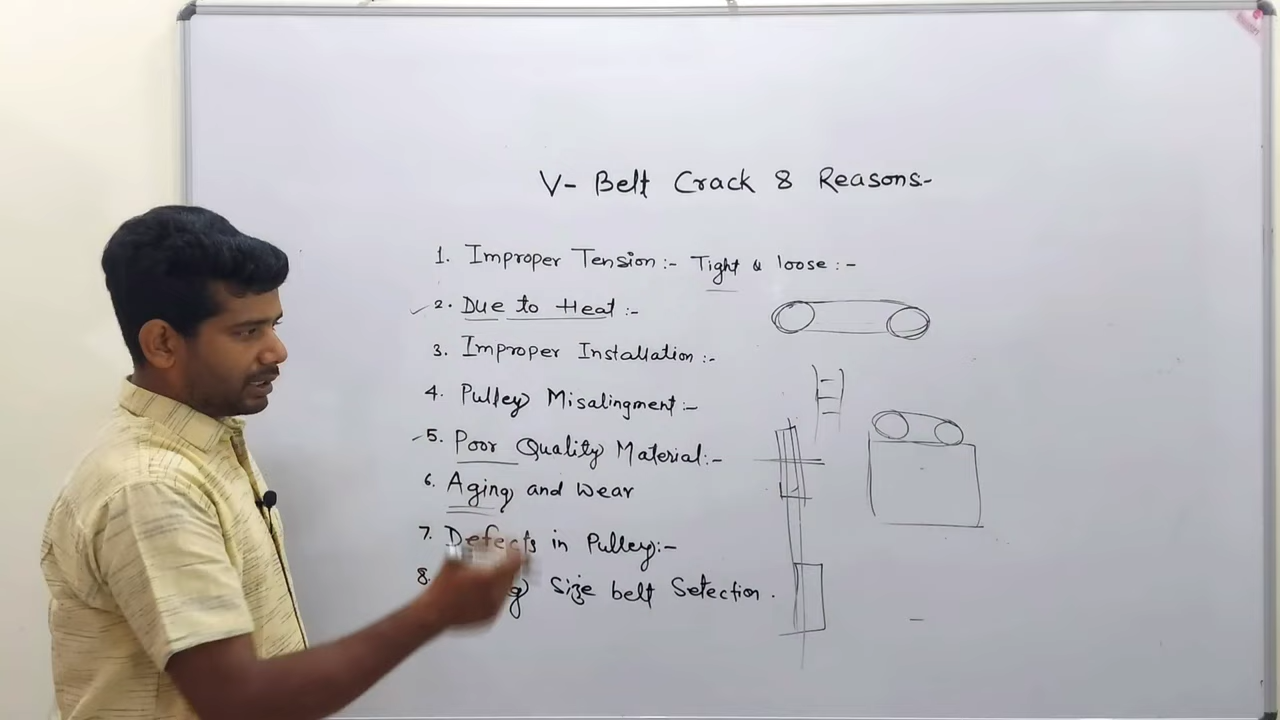 V- Belt Crack 8 Reasons-
1. Improper Tension:- Tight & loose:-
2. Due to Heat:-
3. Improper Installation:-
4. Pulley Misalingment:-
5. Poor Quality Material:-
6. Aging and Wear
7. Defects in Pulley:-
8. Size belt Selection.